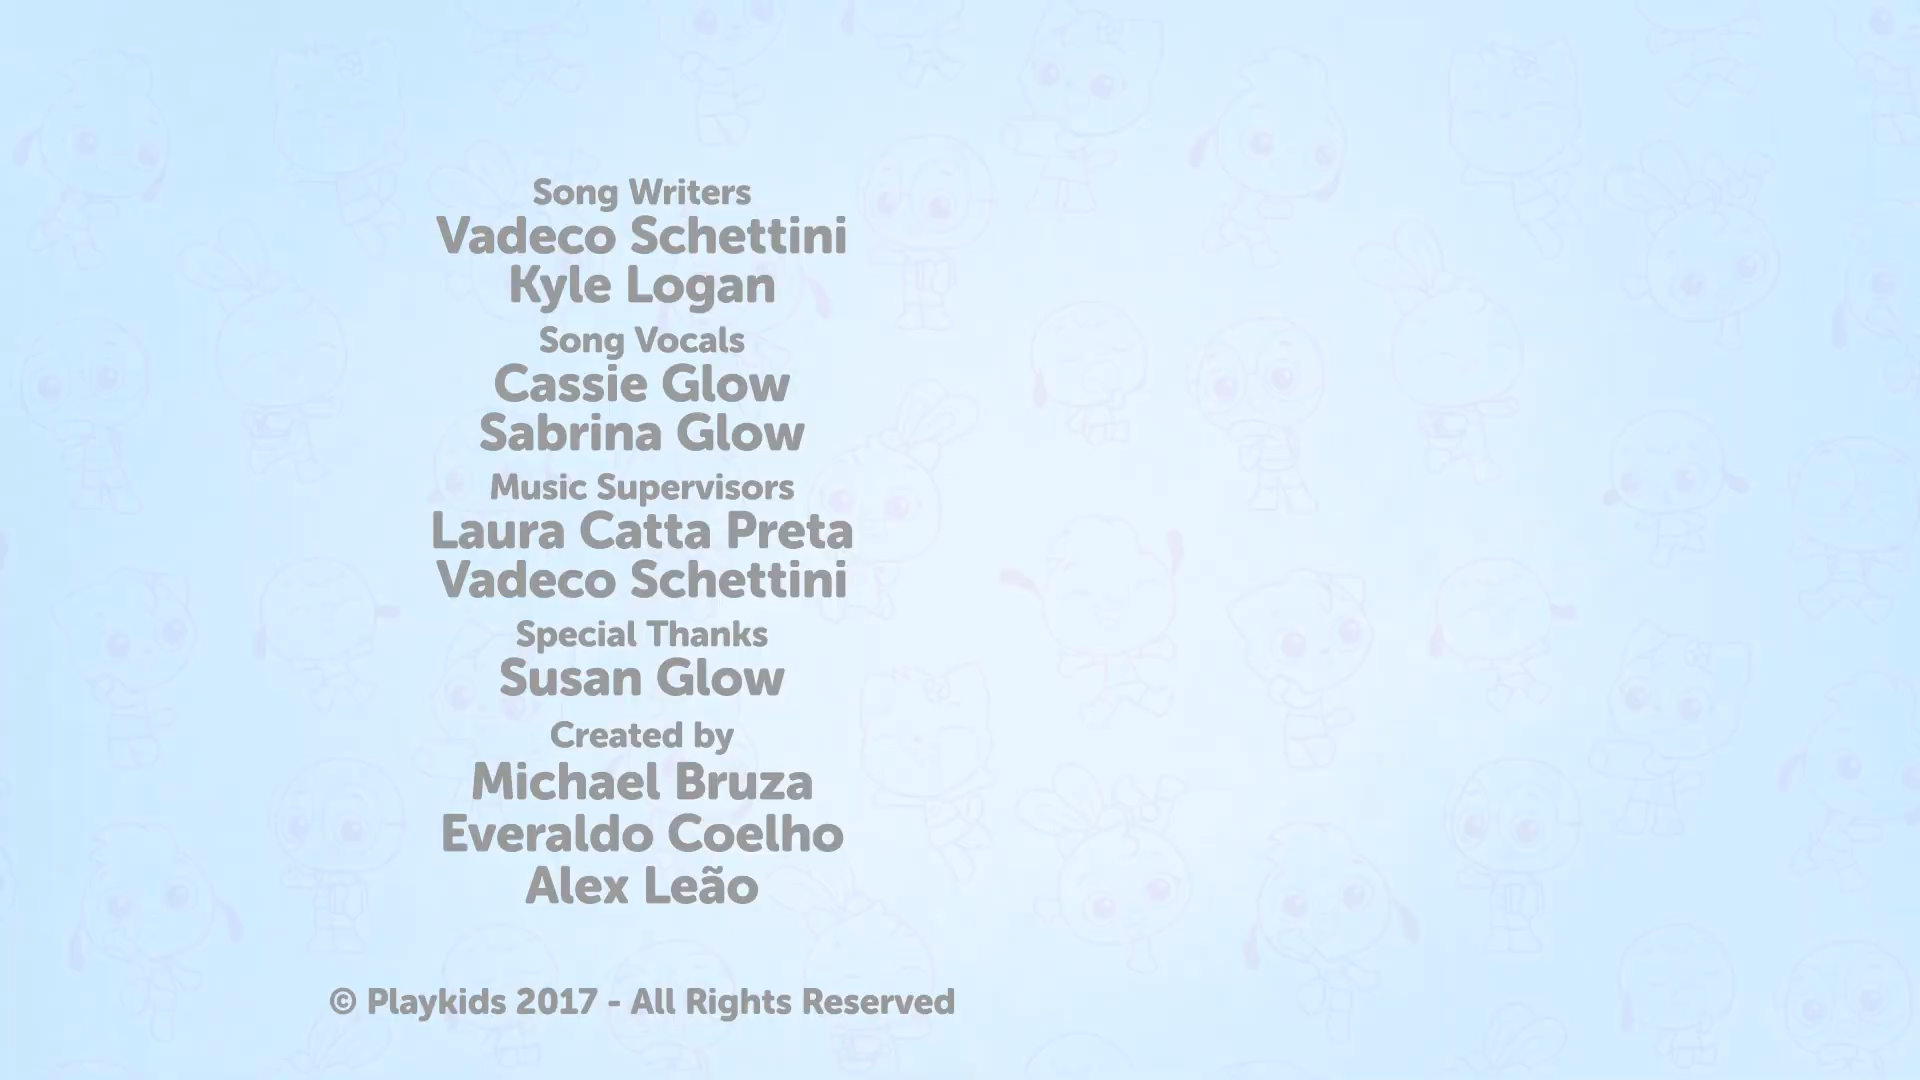 Song Writers
Vadeco Schettini
Kyle Logan
Song Vocals
Cassie Glow
Sabrina Glow
Music Supervisors
Laura Catta Preta
Vadeco Schettini
Special Thanks
Susan Glow
Created by
Michael Bruza
Everaldo Coelho
Alex Leão
© Playkids 2017 - All Rights Reserved